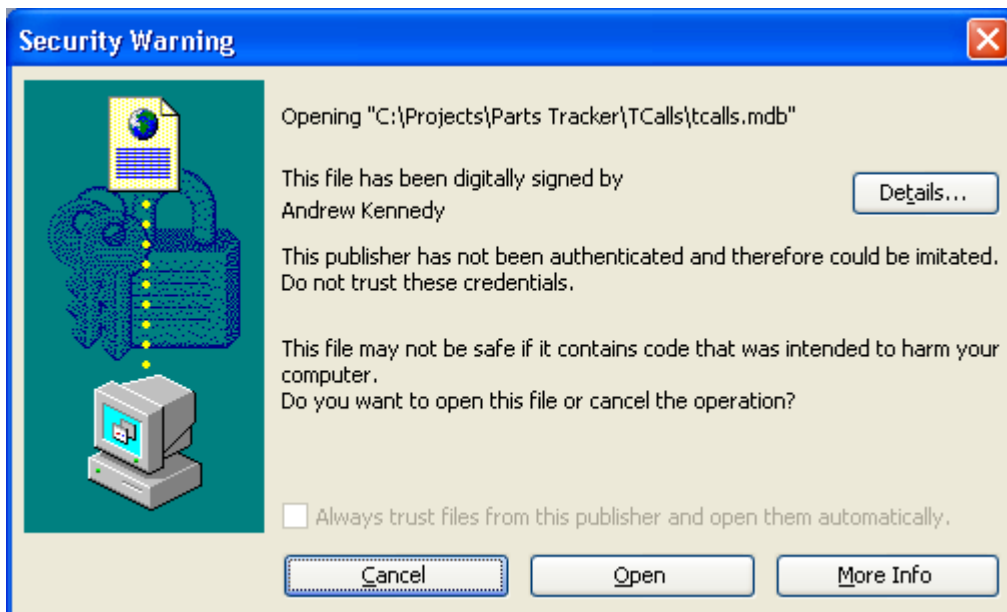 Security Warning
Opening "C:\Projects\Parts Tracker\TCalls\tcalls.mdb"
This file has been digitally signed by
Andrew Kennedy
Details...
This publisher has not been authenticated and therefore could be imitated.
Do not trust these credentials.
This file may not be safe if it contains code that was intended to harm your
computer.
Do you want to open this file or cancel the operation?
Always trust files from this publisher and open them automatically.
Cancel
Open
More Info